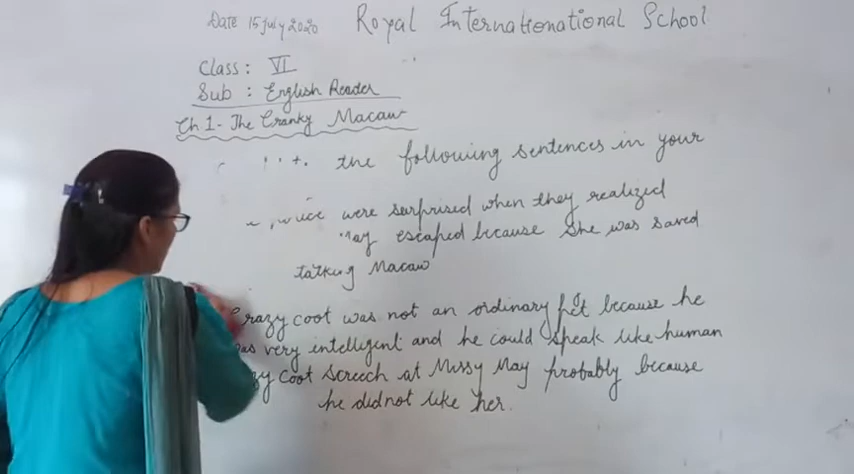 Date 15 July 2020 Royal Internationational School
Class : VI
Sub : English Reader
Ch 1 - The Cranky Macaw
the following sentences in your
were surprised when they realized
May escaped because she was saved
talking Macaw
Crazy coot was not an ordinary pet because he
was very intelligent and he could speak like human
coot screech at Missy May probably because
he did not like her.